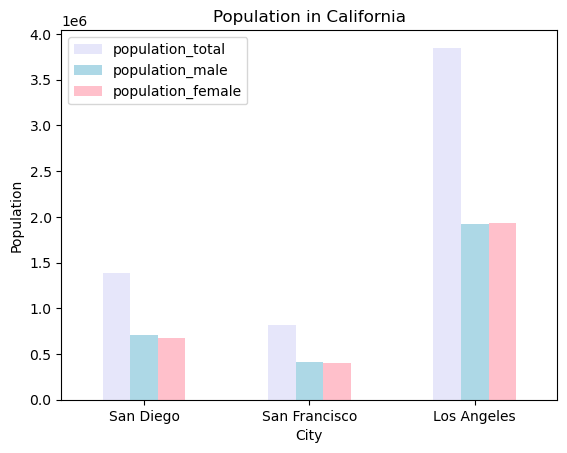 Population in California
1e6
population_total
population_male
population_female
4.0
3.5
3.0
2.5
2.0
1.5
1.0
0.5
0.0
Population
San Diego San Francisco Los Angeles
City